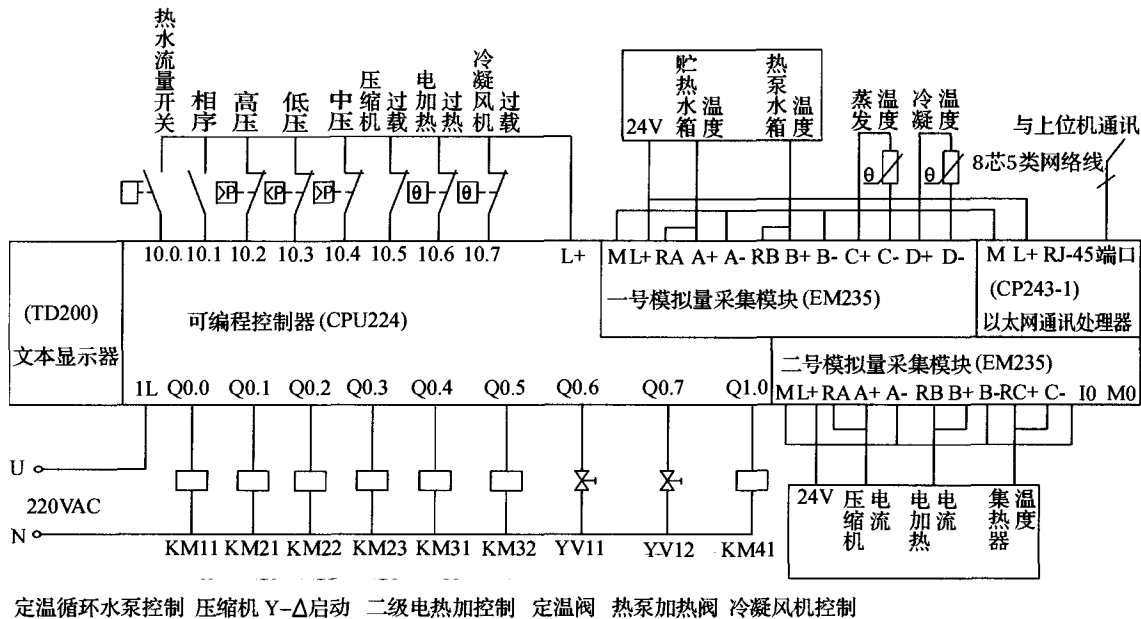 热水流量开关
相序
高压
低压
中压
压缩机过载
电加热过热
冷凝风机过载
24V
贮热水箱温度
热泵水箱温度
蒸发温度
冷凝温度
与上位机通讯
8芯5类网络线
>P <P >P θ θ
θ θ
10.0 10.1 10.2 10.3 10.4 10.5 10.6 10.7 L+
M L+ RA A+ A- RB B+ B- C+ C- D+ D-
M L+ RJ-45端口
(CP243-1)
以太网通讯处理器
一号模拟量采集模块(EM235)
(TD200)
文本显示器
可编程控制器(CPU224)
二号模拟量采集模块(EM235)
1L Q0.0 Q0.1 Q0.2 Q0.3 Q0.4 Q0.5 Q0.6 Q0.7 Q1.0
M L+ RA A+ A- RB B+ B- RC+ C- I0 M0
U
220VAC
N
KM11 KM21 KM22 KM23 KM31 KM32 YV11 YV12 KM41
24V
压缩机电流
电加热电流
集热器温度
定温循环水泵控制 压缩机 Y-Δ启动 二级电热加控制 定温阀 热泵加热阀 冷凝风机控制